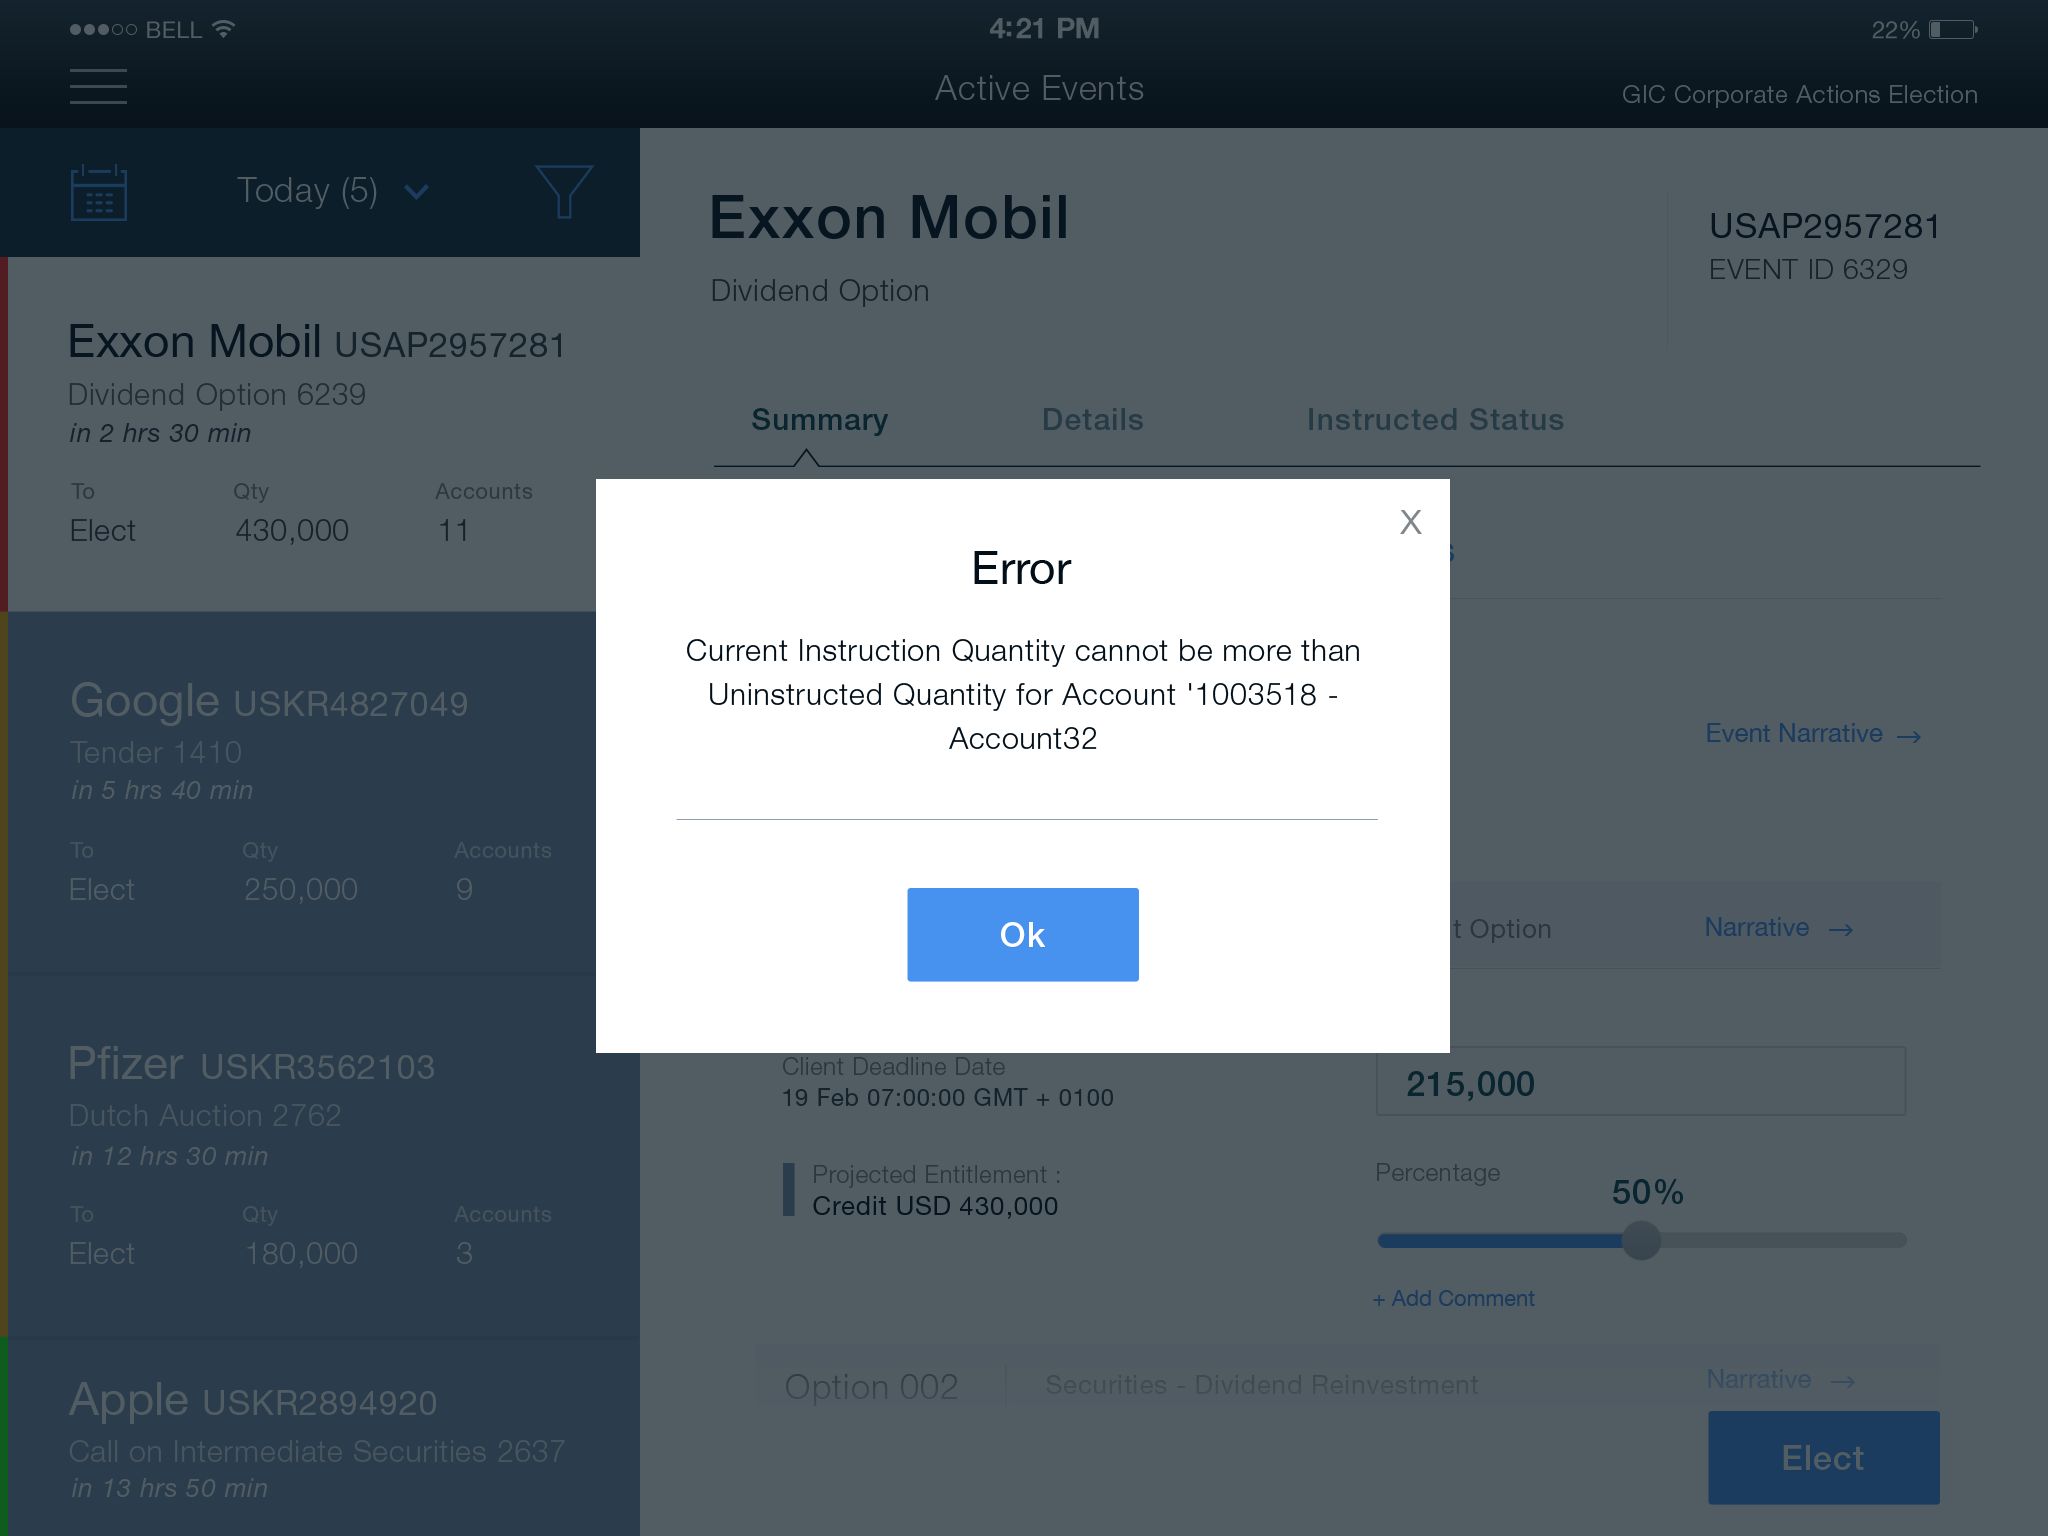 BELL
4:21 PM
22%
Active Events
GIC Corporate Actions Election
Today (5)
Exxon Mobil USAP2957281
Dividend Option 6239
in 2 hrs 30 min
To Qty Accounts
Elect 430,000 11
Google USKR4827049
Tender 1410
in 5 hrs 40 min
To Qty Accounts
Elect 250,000 9
Pfizer USKR3562103
Dutch Auction 2762
in 12 hrs 30 min
To Qty Accounts
Elect 180,000 3
Apple USKR2894920
Call on Intermediate Securities 2637
in 13 hrs 50 min
Exxon Mobil
Dividend Option
USAP2957281
EVENT ID 6329
Summary Details Instructed Status
X
Error
Current Instruction Quantity cannot be more than
Uninstructed Quantity for Account '1003518 -
Account32
Ok
Event Narrative →
t Option Narrative →
Client Deadline Date
19 Feb 07:00:00 GMT + 0100
Projected Entitlement :
Credit USD 430,000
215,000
Percentage
50%
+ Add Comment
Option 002 Securities - Dividend Reinvestment Narrative →
Elect